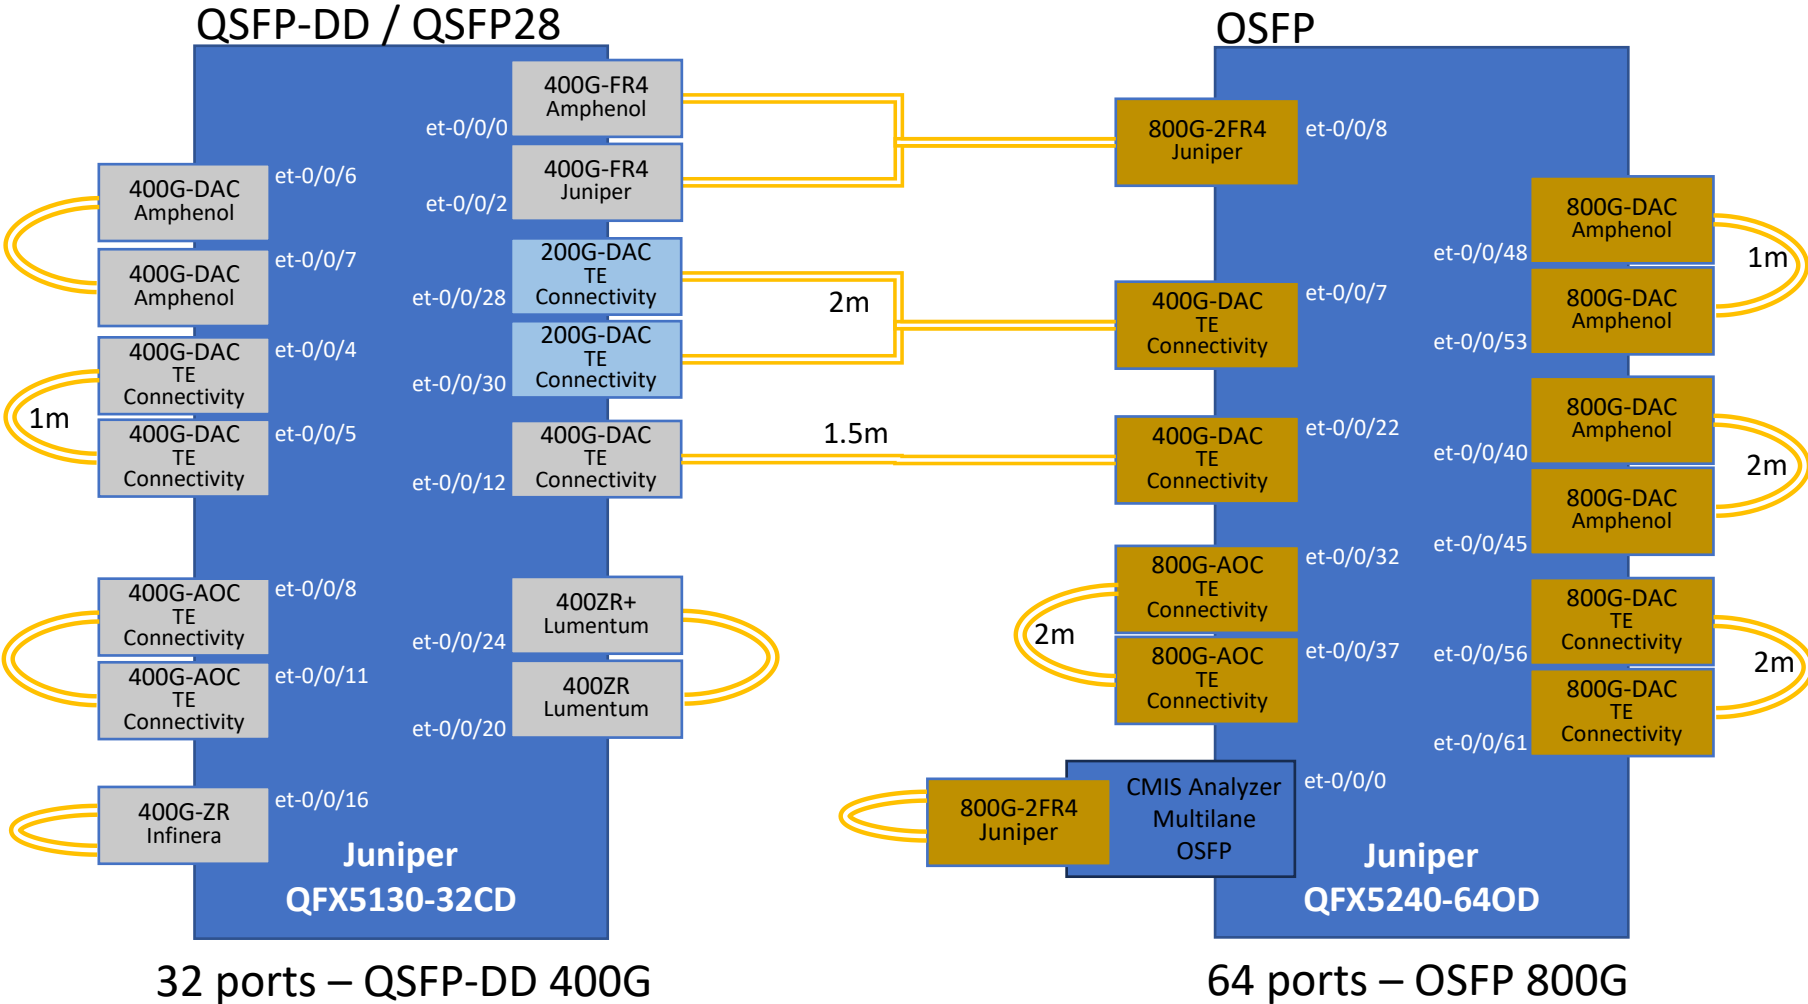 QSFP-DD / QSFP28
OSFP
400G-FR4
Amphenol
et-0/0/0
400G-FR4
Juniper
et-0/0/2
et-0/0/6
400G-DAC
Amphenol
et-0/0/7
400G-DAC
Amphenol
200G-DAC
TE
Connectivity
et-0/0/28
200G-DAC
TE
Connectivity
et-0/0/30
2m
et-0/0/4
400G-DAC
TE
Connectivity
1m
et-0/0/5
400G-DAC
TE
Connectivity
400G-DAC
TE
Connectivity
et-0/0/12
1.5m
et-0/0/8
400G-AOC
TE
Connectivity
et-0/0/11
400G-AOC
TE
Connectivity
400ZR+
Lumentum
et-0/0/24
400ZR
Lumentum
et-0/0/20
et-0/0/16
400G-ZR
Infinera
Juniper
QFX5130-32CD
32 ports – QSFP-DD 400G
800G-2FR4
Juniper
et-0/0/8
800G-DAC
Amphenol
et-0/0/48
1m
800G-DAC
Amphenol
et-0/0/53
et-0/0/7
400G-DAC
TE
Connectivity
et-0/0/22
400G-DAC
TE
Connectivity
800G-DAC
Amphenol
et-0/0/40
2m
800G-DAC
Amphenol
et-0/0/45
et-0/0/32
800G-AOC
TE
Connectivity
2m
et-0/0/37
800G-AOC
TE
Connectivity
800G-DAC
TE
Connectivity
et-0/0/56
2m
800G-DAC
TE
Connectivity
et-0/0/61
et-0/0/0
CMIS Analyzer
Multilane
OSFP
800G-2FR4
Juniper
Juniper
QFX5240-64OD
64 ports – OSFP 800G